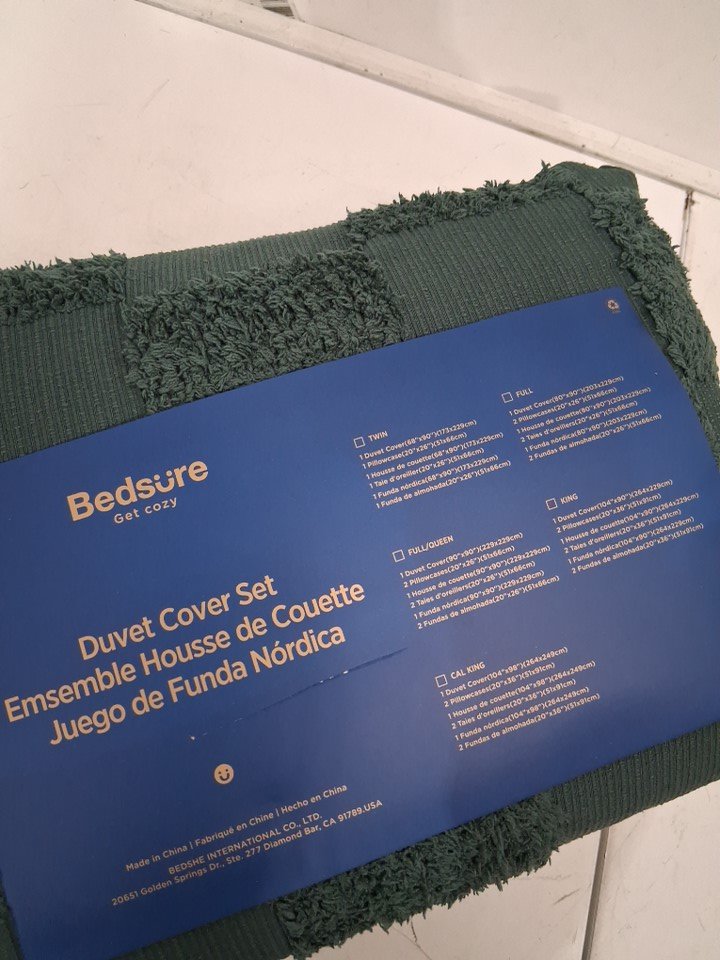 Bedsure
Get cozy
Duvet Cover Set
Emsemble Housse de Couette
Juego de Funda Nórdica
Made in China | Fabriqué en Chine | Hecho en China
BEDSHE INTERNATIONAL CO., LTD.
20651 Golden Springs Dr., Ste. 277 Diamond Bar, CA 91789.USA
TWIN
1 Duvet Cover(68"x90")(173x229cm)
1 Pillowcase(20"x26")(51x66cm)
1 Housse de couette(68"x90")(173x229cm)
1 Taie d'oreiller(20"x26")(51x66cm)
1 Funda nórdica(68"x90")(173x229cm)
1 Funda de almohada(20"x26")(51x66cm)
FULL
1 Duvet Cover(80"x90")(203x229cm)
2 Pillowcases(20"x26")(51x66cm)
1 Housse de couette(80"x90")(203x229cm)
2 Taies d'oreillers(20"x26")(51x66cm)
1 Funda nórdica(80"x90")(203x229cm)
2 Fundas de almohada(20"x26")(51x66cm)
FULL/QUEEN
1 Duvet Cover(90"x90")(229x229cm)
2 Pillowcases(20"x26")(51x66cm)
1 Housse de couette(90"x90")(229x229cm)
2 Taies d'oreillers(20"x26")(51x66cm)
1 Funda nórdica(90"x90")(229x229cm)
2 Fundas de almohada(20"x26")(51x66cm)
KING
1 Duvet Cover(104"x90")(264x229cm)
2 Pillowcases(20"x36")(51x91cm)
1 Housse de couette(104"x90")(264x229cm)
2 Taies d'oreillers(20"x36")(51x91cm)
1 Funda nórdica(104"x90")(264x229cm)
2 Fundas de almohada(20"x36")(51x91cm)
CAL KING
1 Duvet Cover(104"x98")(264x249cm)
2 Pillowcases(20"x36")(51x91cm)
1 Housse de couette(104"x98")(264x249cm)
2 Taies d'oreillers(20"x36")(51x91cm)
1 Funda nórdica(104"x98")(264x249cm)
2 Fundas de almohada(20"x36")(51x91cm)